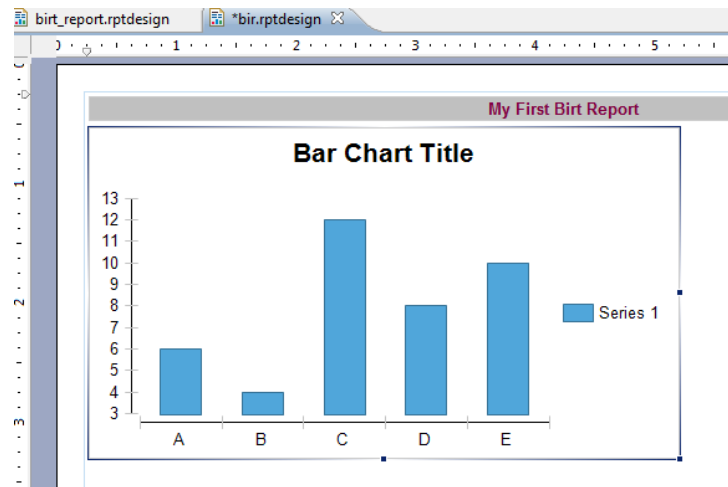 birt_report.rptdesign *bir.rptdesign
1 2 3 4 5
My First Birt Report
Bar Chart Title
13
12
11
10
9
8
7
6
5
4
3
Series 1
A B C D E
1
2
3